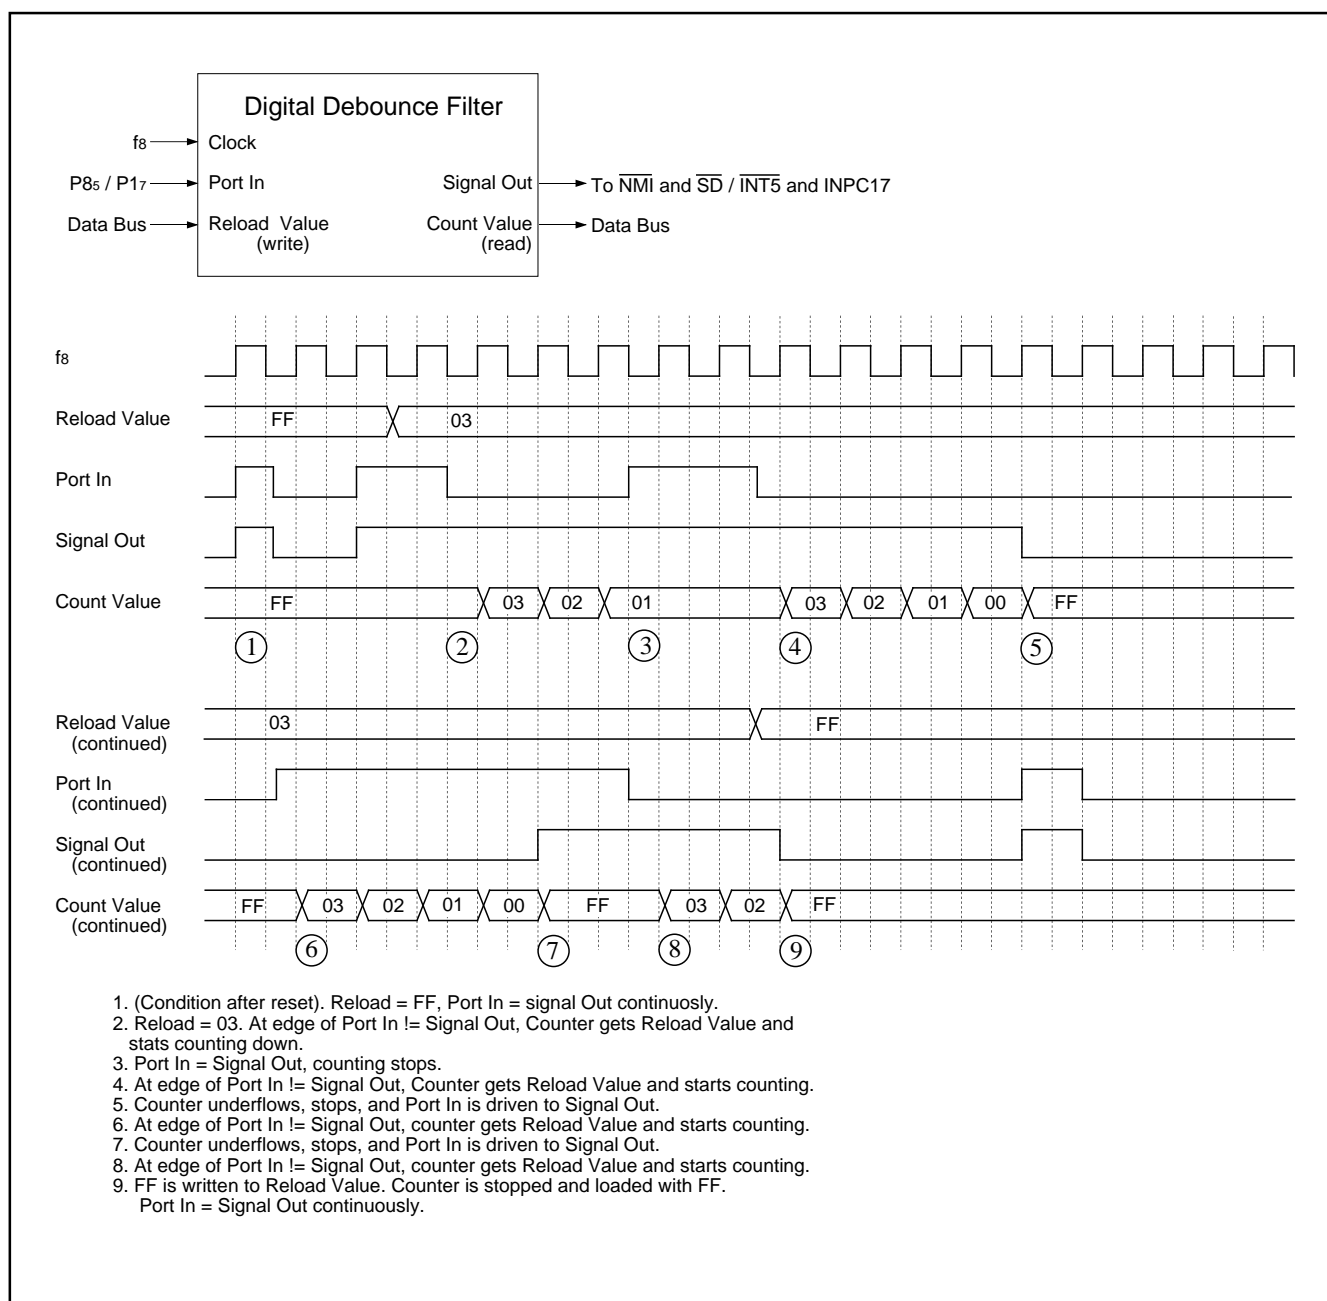 Digital Debounce Filter
f8
Clock
P85 / P17
Port In
Signal Out
To NMI and SD / INT5 and INPC17
Data Bus
Reload Value
(write)
Count Value
(read)
Data Bus
f8
Reload Value
FF
03
Port In
Signal Out
Count Value
FF
03
02
01
03
02
01
00
FF
1
2
3
4
5
Reload Value
(continued)
03
FF
Port In
(continued)
Signal Out
(continued)
Count Value
(continued)
FF
03
02
01
00
FF
03
02
FF
6
7
8
9
1. (Condition after reset). Reload = FF, Port In = signal Out continuosly.
2. Reload = 03. At edge of Port In != Signal Out, Counter gets Reload Value and
stats counting down.
3. Port In = Signal Out, counting stops.
4. At edge of Port In != Signal Out, Counter gets Reload Value and starts counting.
5. Counter underflows, stops, and Port In is driven to Signal Out.
6. At edge of Port In != Signal Out, counter gets Reload Value and starts counting.
7. Counter underflows, stops, and Port In is driven to Signal Out.
8. At edge of Port In != Signal Out, counter gets Reload Value and starts counting.
9. FF is written to Reload Value. Counter is stopped and loaded with FF.
Port In = Signal Out continuously.